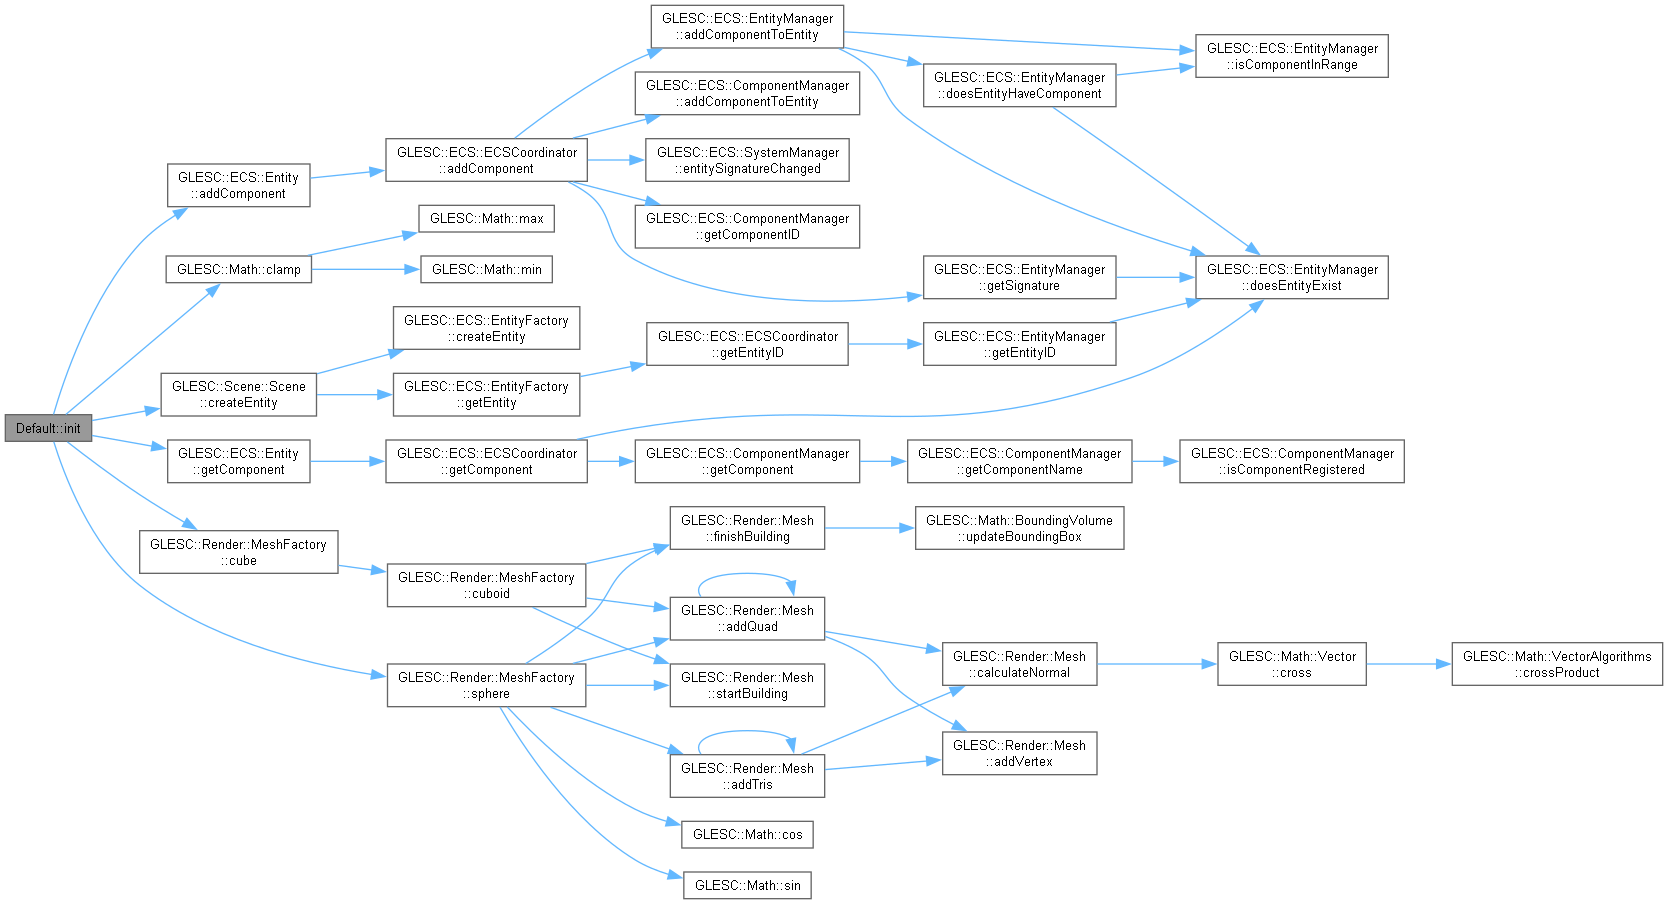 Default::init
GLESC::ECS::Entity
::addComponent
GLESC::Math::clamp
GLESC::Scene::Scene
::createEntity
GLESC::ECS::Entity
::getComponent
GLESC::Render::MeshFactory
::cube
GLESC::ECS::ECSCoordinator
::addComponent
GLESC::Math::max
GLESC::Math::min
GLESC::ECS::EntityFactory
::createEntity
GLESC::ECS::EntityFactory
::getEntity
GLESC::ECS::ECSCoordinator
::getComponent
GLESC::Render::MeshFactory
::cuboid
GLESC::Render::MeshFactory
::sphere
GLESC::ECS::EntityManager
::addComponentToEntity
GLESC::ECS::ComponentManager
::addComponentToEntity
GLESC::ECS::SystemManager
::entitySignatureChanged
GLESC::ECS::ComponentManager
::getComponentID
GLESC::ECS::ECSCoordinator
::getEntityID
GLESC::ECS::ComponentManager
::getComponent
GLESC::Render::Mesh
::finishBuilding
GLESC::Render::Mesh
::addQuad
GLESC::Render::Mesh
::startBuilding
GLESC::Render::Mesh
::addTris
GLESC::Math::cos
GLESC::Math::sin
GLESC::ECS::EntityManager
::doesEntityHaveComponent
GLESC::ECS::EntityManager
::getSignature
GLESC::ECS::EntityManager
::getEntityID
GLESC::ECS::ComponentManager
::getComponentName
GLESC::Math::BoundingVolume
::updateBoundingBox
GLESC::Render::Mesh
::calculateNormal
GLESC::Render::Mesh
::addVertex
GLESC::ECS::EntityManager
::isComponentInRange
GLESC::ECS::EntityManager
::doesEntityExist
GLESC::ECS::ComponentManager
::isComponentRegistered
GLESC::Math::Vector
::cross
GLESC::Math::VectorAlgorithms
::crossProduct